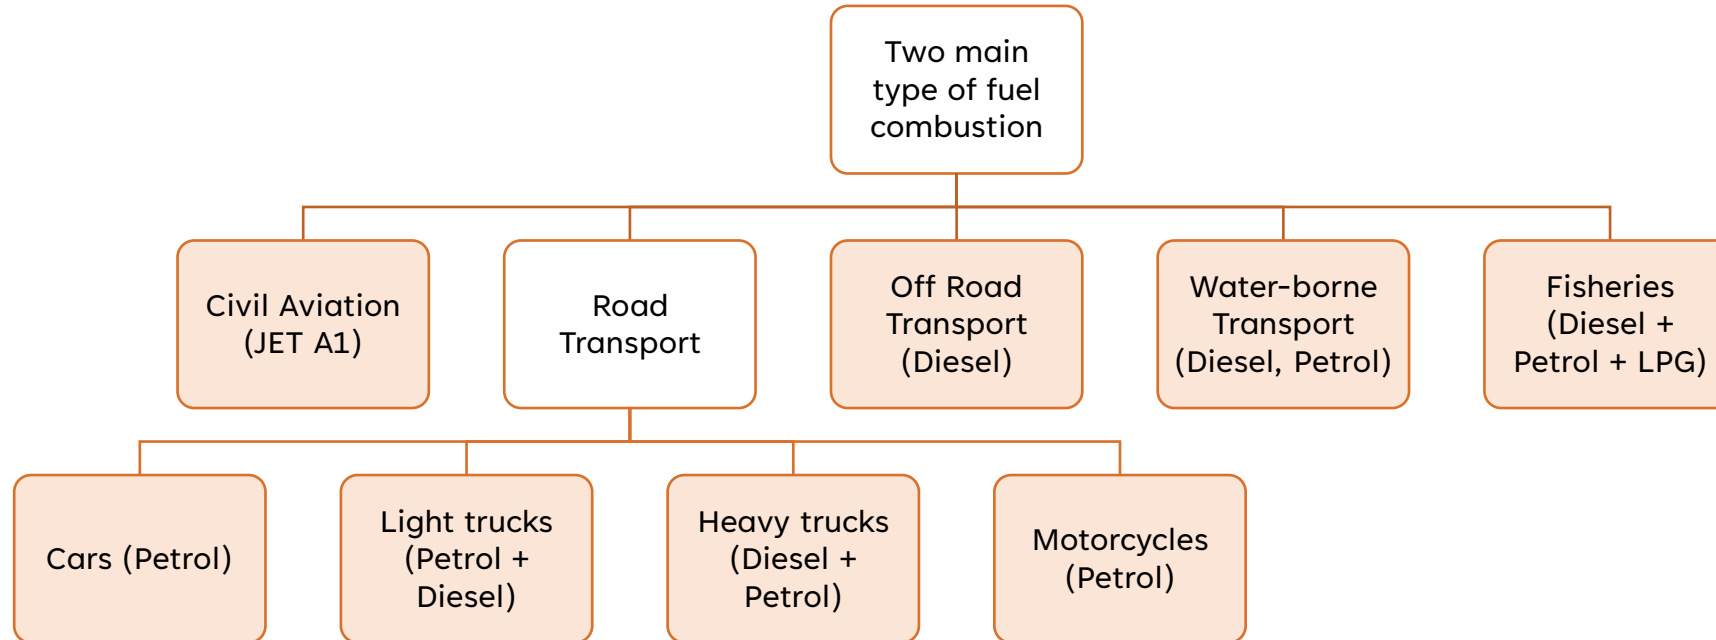 Two main
type of fuel
combustion
Civil Aviation
(JET A1)
Road
Transport
Off Road
Transport
(Diesel)
Water-borne
Transport
(Diesel, Petrol)
Fisheries
(Diesel +
Petrol + LPG)
Cars (Petrol)
Light trucks
(Petrol +
Diesel)
Heavy trucks
(Diesel +
Petrol)
Motorcycles
(Petrol)